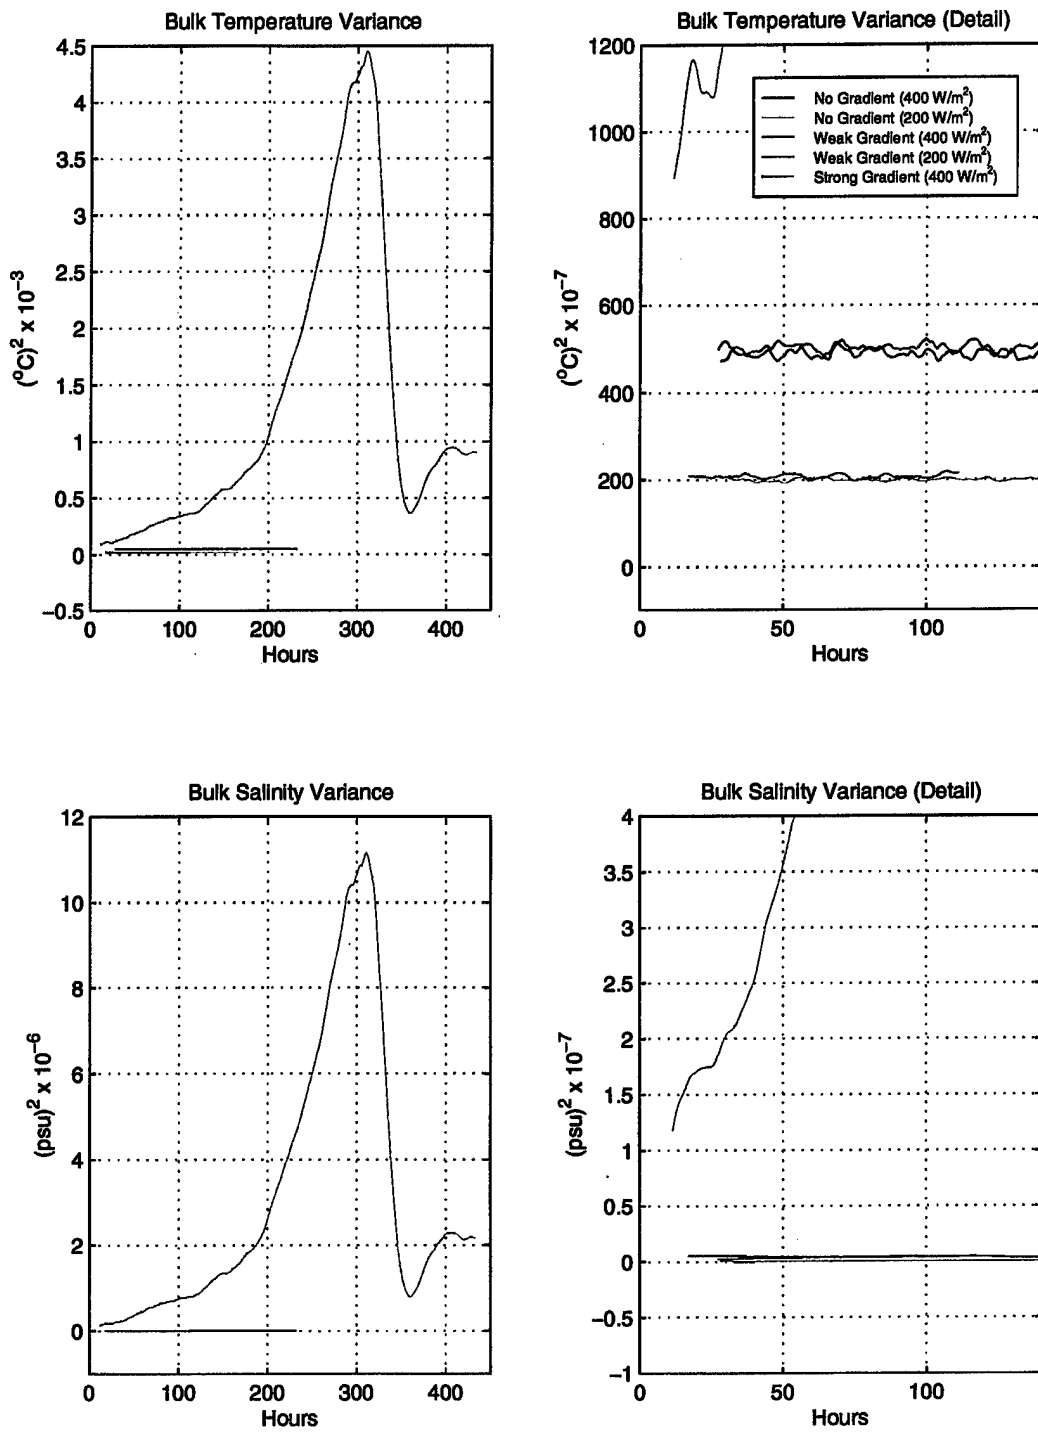 Bulk Temperature Variance
4.5
4
3.5
3
2.5
2
1.5
1
0.5
0
−0.5
(⁰C)² x 10⁻³
0 100 200 300 400
Hours
Bulk Temperature Variance (Detail)
1200
1000
800
600
400
200
0
(⁰C)² x 10⁻⁷
No Gradient (400 W/m²)
No Gradient (200 W/m²)
Weak Gradient (400 W/m²)
Weak Gradient (200 W/m²)
Strong Gradient (400 W/m²)
0 50 100
Hours
Bulk Salinity Variance
12
10
8
6
4
2
0
(psu)² x 10⁻⁶
0 100 200 300 400
Hours
Bulk Salinity Variance (Detail)
4
3.5
3
2.5
2
1.5
1
0.5
0
−0.5
−1
(psu)² x 10⁻⁷
0 50 100
Hours